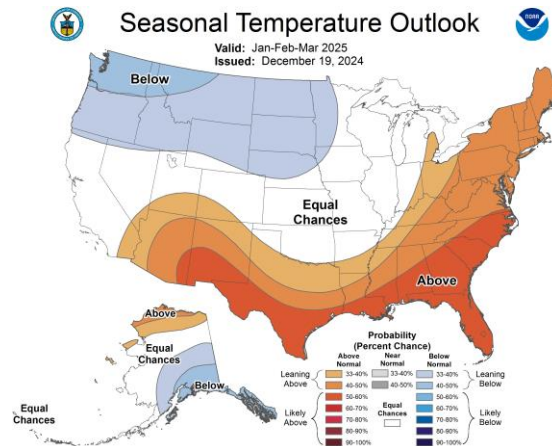 Seasonal Temperature Outlook
NOAA
Valid: Jan-Feb-Mar 2025
Issued: December 19, 2024
Below
Equal
Chances
Above
Above
Equal
Chances
Below
Equal
Chances
Probability
(Percent Chance)
Above
Normal
Near
Normal
Below
Normal
Leaning
Above
33-40%
40-50%
33-40%
40-50%
33-40%
40-50%
Leaning
Below
Likely
Above
50-60%
60-70%
70-80%
80-90%
90-100%
Equal
Chances
50-60%
60-70%
70-80%
80-90%
90-100%
Likely
Below